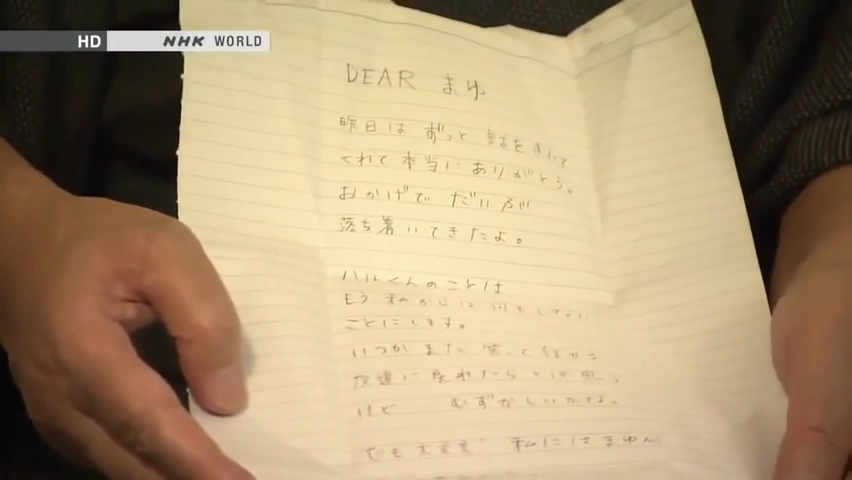 HD NHK WORLD
DEAR まゆ
昨日は ずっと 話をきいて
くれて 本当に ありがとう。
おかげで だいぶ
落ち着いてきたよ。
ハルくんのことは
もう 私からは 何もしない
ことにします。
いつか また 笑って 話せる
友達に 戻れたら とは 思う
けど むずかしいかな。
でも 大丈夫 私には まゆが